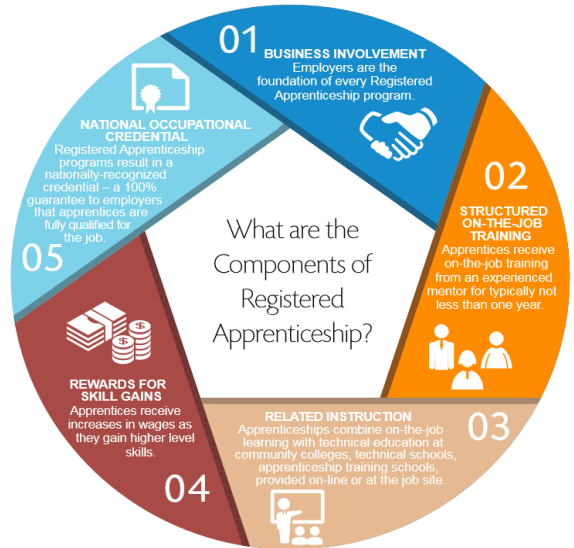 What are the
Components of
Registered
Apprenticeship?
01
BUSINESS INVOLVEMENT
Employers are the
foundation of every Registered
Apprenticeship program.
02
STRUCTURED
ON-THE-JOB
TRAINING
Apprentices receive
on-the-job training
from an experienced
mentor for typically not
less than one year.
03
RELATED INSTRUCTION
Apprenticeships combine on-the-job
learning with technical education at
community colleges, technical schools,
apprenticeship training schools,
provided on-line or at the job site.
04
REWARDS FOR
SKILL GAINS
Apprentices receive
increases in wages as
they gain higher level
skills.
05
NATIONAL OCCUPATIONAL
CREDENTIAL
Registered Apprenticeship
programs result in a
nationally-recognized
credential – a 100%
guarantee to employers
that apprentices are
fully qualified for
the job.
$
$
$